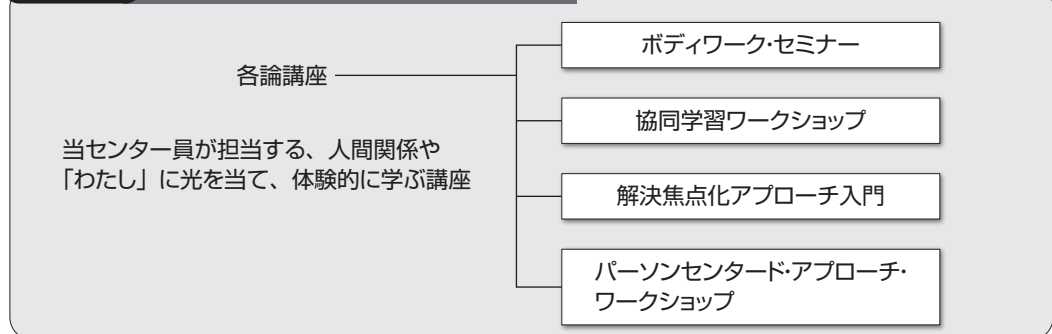 各論講座
当センター員が担当する、人間関係や
「わたし」に光を当て、体験的に学ぶ講座
ボディワーク・セミナー
協同学習ワークショップ
解決焦点化アプローチ入門
パーソンセンタード・アプローチ・
ワークショップ